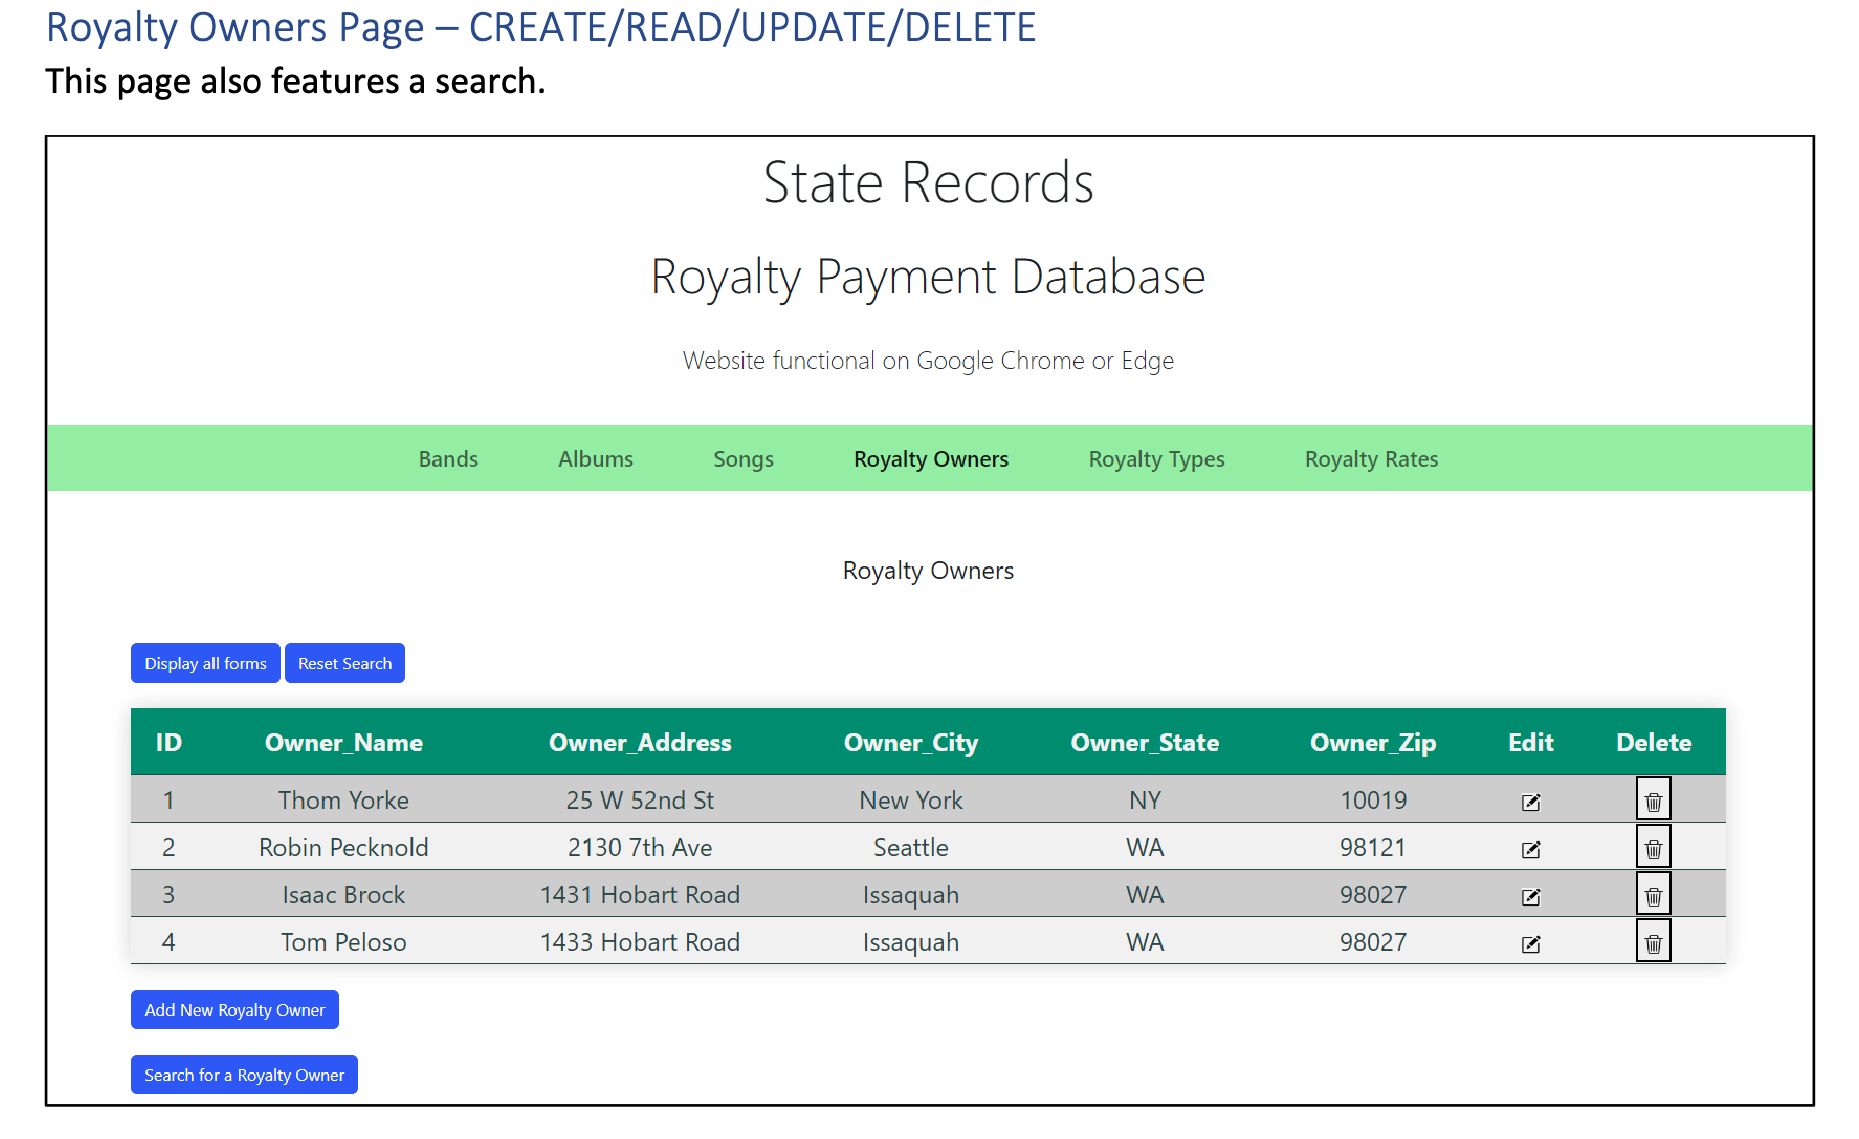 Royalty Owners Page – CREATE/READ/UPDATE/DELETE
This page also features a search.
State Records
Royalty Payment Database
Website functional on Google Chrome or Edge
Bands Albums Songs Royalty Owners Royalty Types Royalty Rates
Royalty Owners
Display all forms Reset Search
ID Owner_Name Owner_Address Owner_City Owner_State Owner_Zip Edit Delete
1 Thom Yorke 25 W 52nd St New York NY 10019
2 Robin Pecknold 2130 7th Ave Seattle WA 98121
3 Isaac Brock 1431 Hobart Road Issaquah WA 98027
4 Tom Peloso 1433 Hobart Road Issaquah WA 98027
Add New Royalty Owner
Search for a Royalty Owner